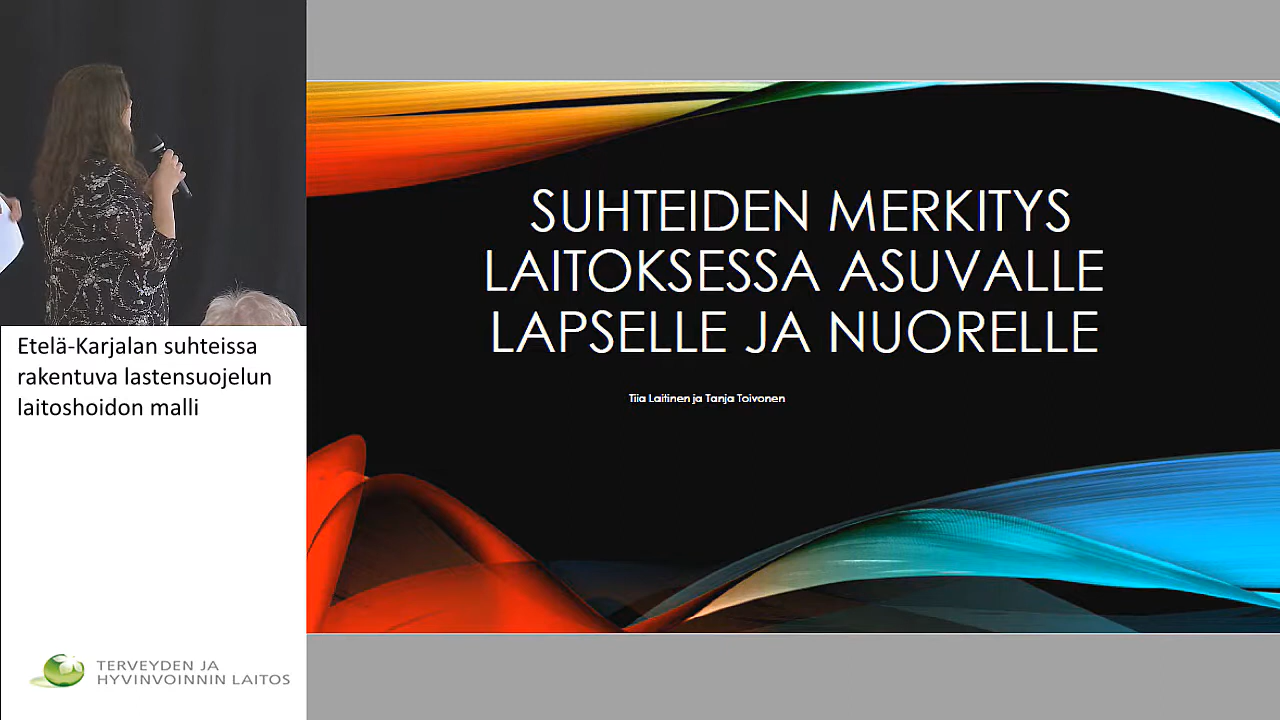 Etelä-Karjalan suhteissa
rakentuva lastensuojelun
laitoshoidon malli
TERVEYDEN JA
HYVINVOINNIN LAITOS
SUHTEIDEN MERKITYS
LAITOKSESSA ASUVALLE
LAPSELLE JA NUORELLE
Tiia Laitinen ja Tanja Toivonen